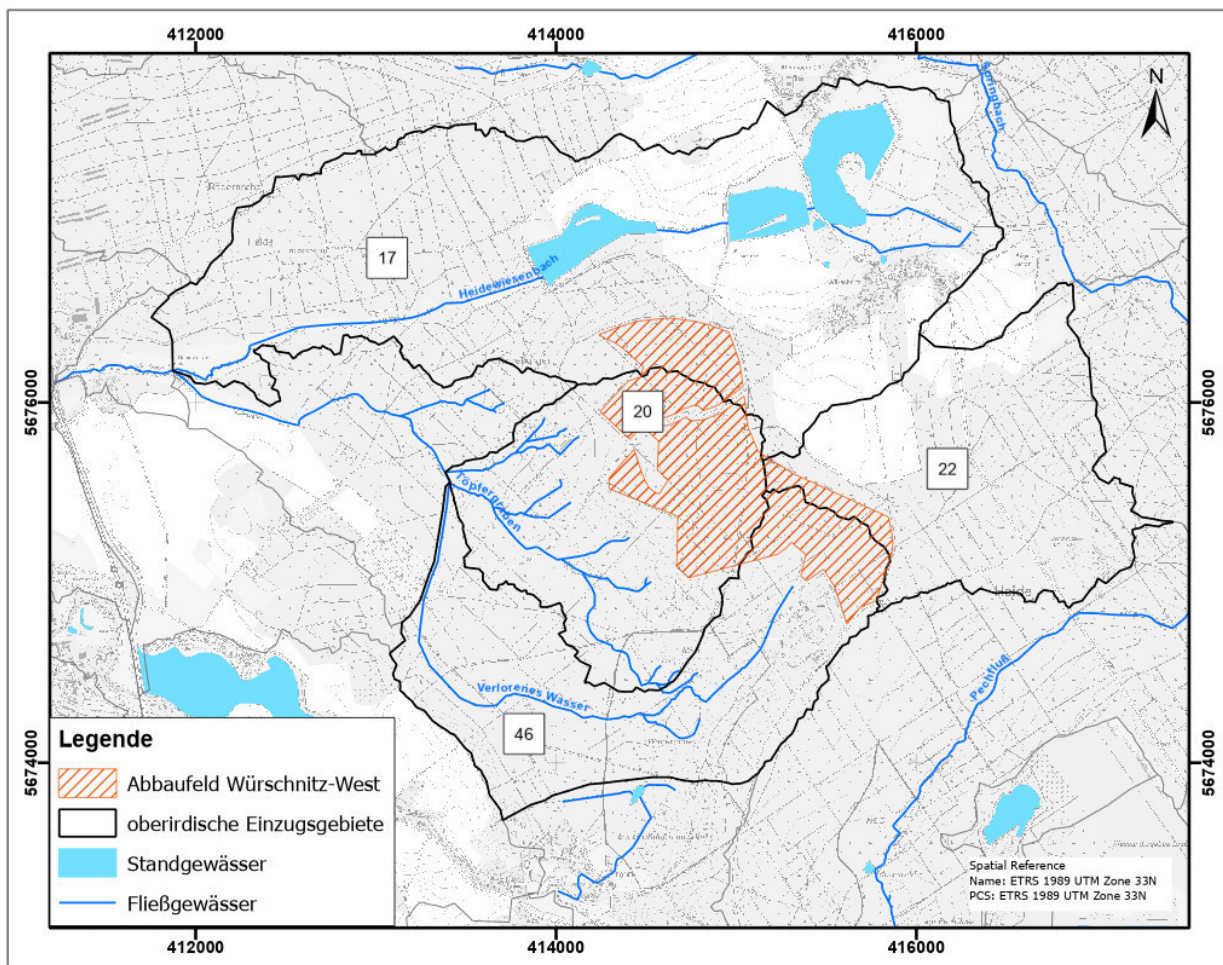 412000
414000
416000
N
Springbach
17
Heidewiesenbach
5676000
5676000
20
22
Töpfergraben
Heide
Pechfluß
Verlorenes Wasser
46
5674000
Legende
Abbaufeld Würschnitz-West
oberirdische Einzugsgebiete
Standgewässer
Fließgewässer
Spatial Reference
Name: ETRS 1989 UTM Zone 33N
PCS: ETRS 1989 UTM Zone 33N
412000
414000
416000